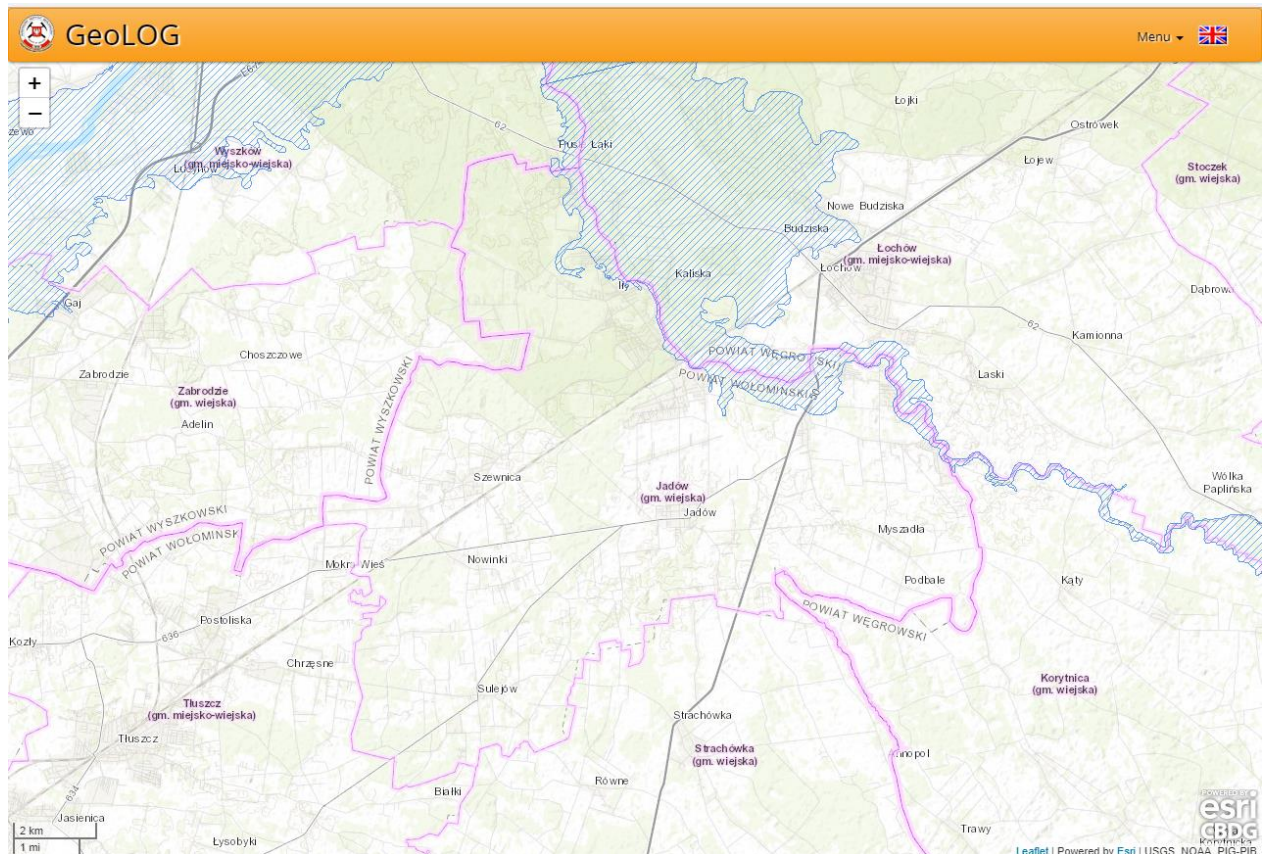 GeoLOG
Menu
+
−
62
Łojki
Ostrówek
Wyszków
(gm. miejsko-wiejska)
Łojew
Stoczek
(gm. wiejska)
Nowe Budziska
Budziska
Łochów
(gm. miejsko-wiejska)
Łochów
Kaliska
Iły
Dąbrowa
Gaj
62
Kamionna
Choszczowe
POWIAT WĘGROWSKI
Zabrodzie
POWIAT WOŁOMIŃSKI
Laski
Zabrodzie
(gm. wiejska)
Adelin
POWIAT WYSZKOWSKI
Szewnica
Jadów
(gm. wiejska)
Jadów
Wólka
Paplińska
POWIAT WYSZKOWSKI
POWIAT WOŁOMIŃSK
Myszadła
Mokra Wieś
Nowinki
Podbale
Kąty
Postoliska
POWIAT WĘGROWSKI
636
Kozły
Chrzęsne
Sulejów
Korytnica
(gm. wiejska)
Tłuszcz
(gm. miejsko-wiejska)
Strachówka
Tłuszcz
Strachówka
(gm. wiejska)
Annopol
Równe
Białki
634
Jasienica
2 km
1 mi
Łysobyki
Trawy
POWERED BY
esri
CBDG
Leaflet | Powered by Esri | USGS, NOAA, PIG-PIB